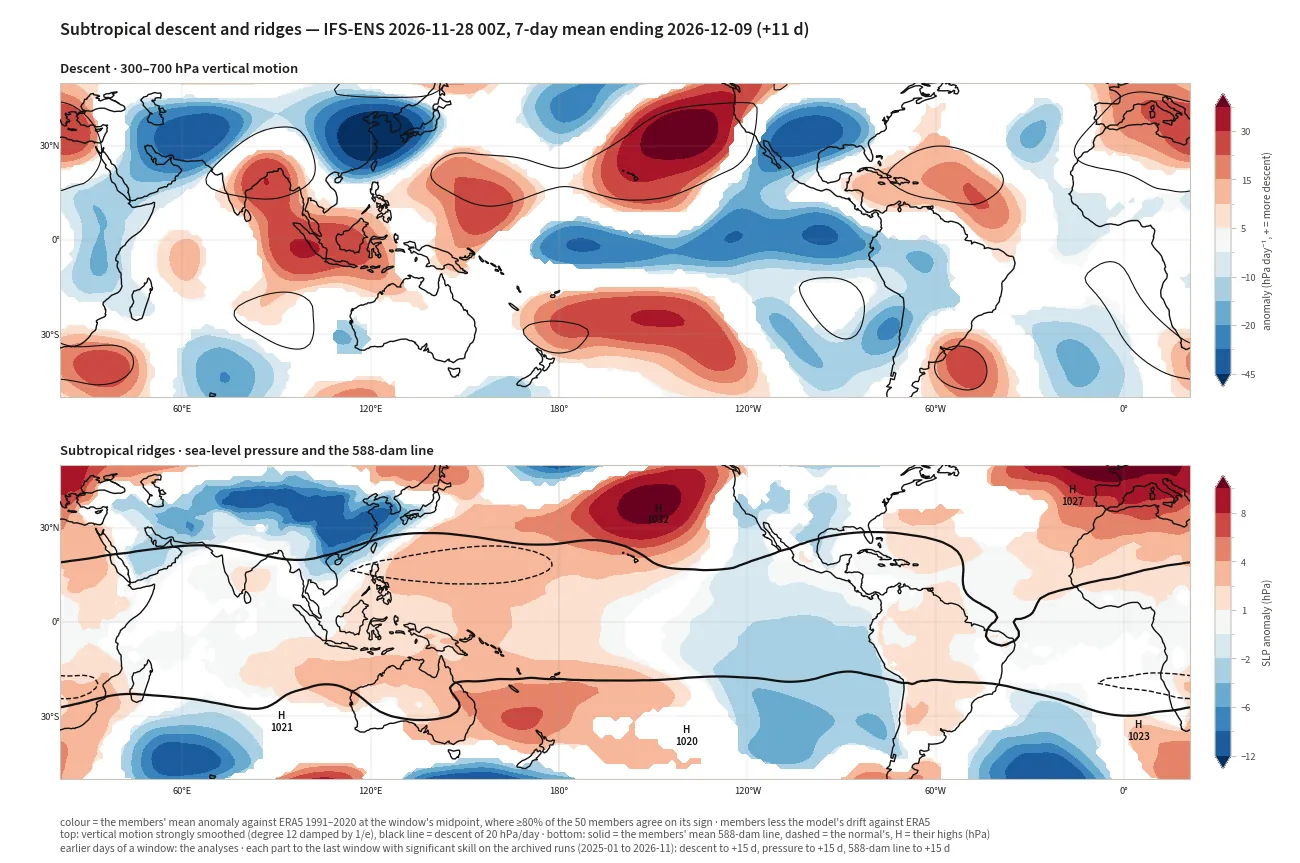 Subtropical descent and ridges — IFS-ENS 2026-11-28 00Z, 7-day mean ending 2026-12-09 (+11 d)
Descent · 300–700 hPa vertical motion
30°N
0°
30°S
60°E
120°E
180°
120°W
60°W
0°
30
15
5
−10
−20
−45
anomaly (hPa day⁻¹, + = more descent)
Subtropical ridges · sea-level pressure and the 588-dam line
30°N
0°
30°S
H
1032
H
1027
H
1021
H
1020
H
1023
60°E
120°E
180°
120°W
60°W
0°
8
4
1
−2
−6
−12
SLP anomaly (hPa)
colour = the members' mean anomaly against ERA5 1991–2020 at the window's midpoint, where ≥80% of the 50 members agree on its sign · members less the model's drift against ERA5
top: vertical motion strongly smoothed (degree 12 damped by 1/e), black line = descent of 20 hPa/day · bottom: solid = the members' mean 588-dam line, dashed = the normal's, H = their highs (hPa)
earlier days of a window: the analyses · each part to the last window with significant skill on the archived runs (2025-01 to 2026-11): descent to +15 d, pressure to +15 d, 588-dam line to +15 d